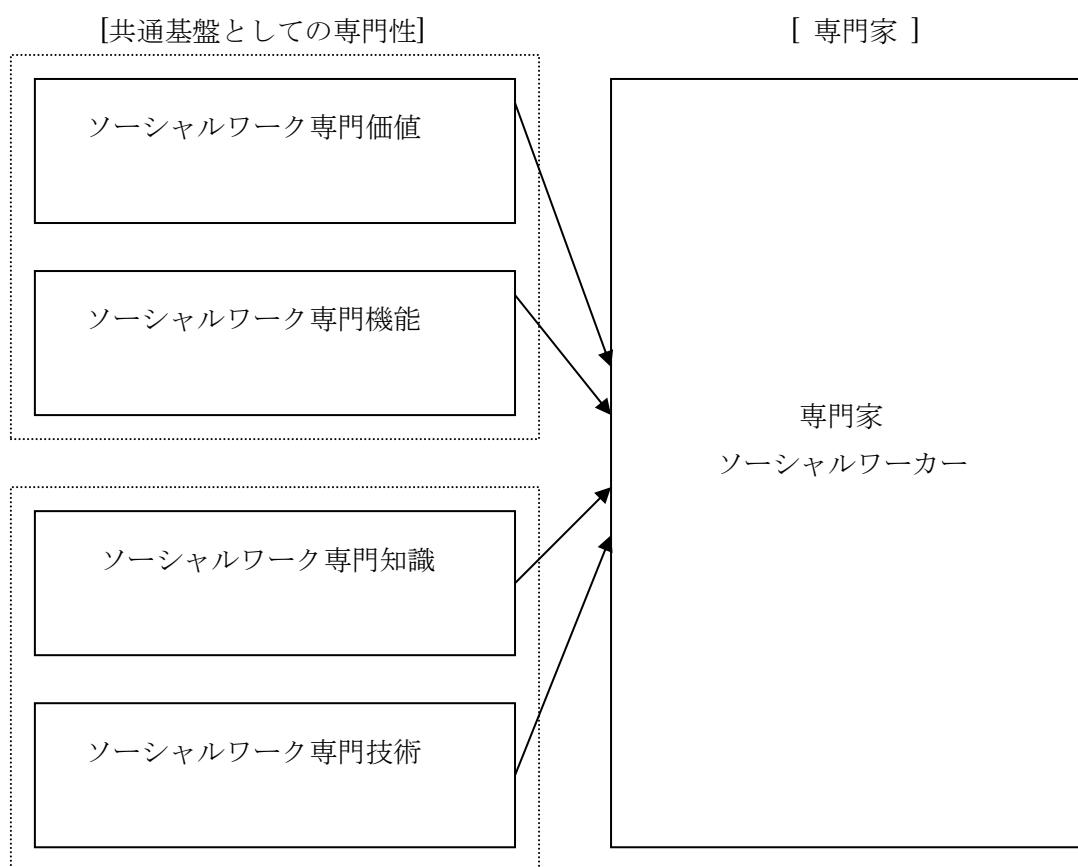 [共通基盤としての専門性]
[ 専門家 ]
ソーシャルワーク専門価値
ソーシャルワーク専門機能
専門家
ソーシャルワーカー
ソーシャルワーク専門知識
ソーシャルワーク専門技術